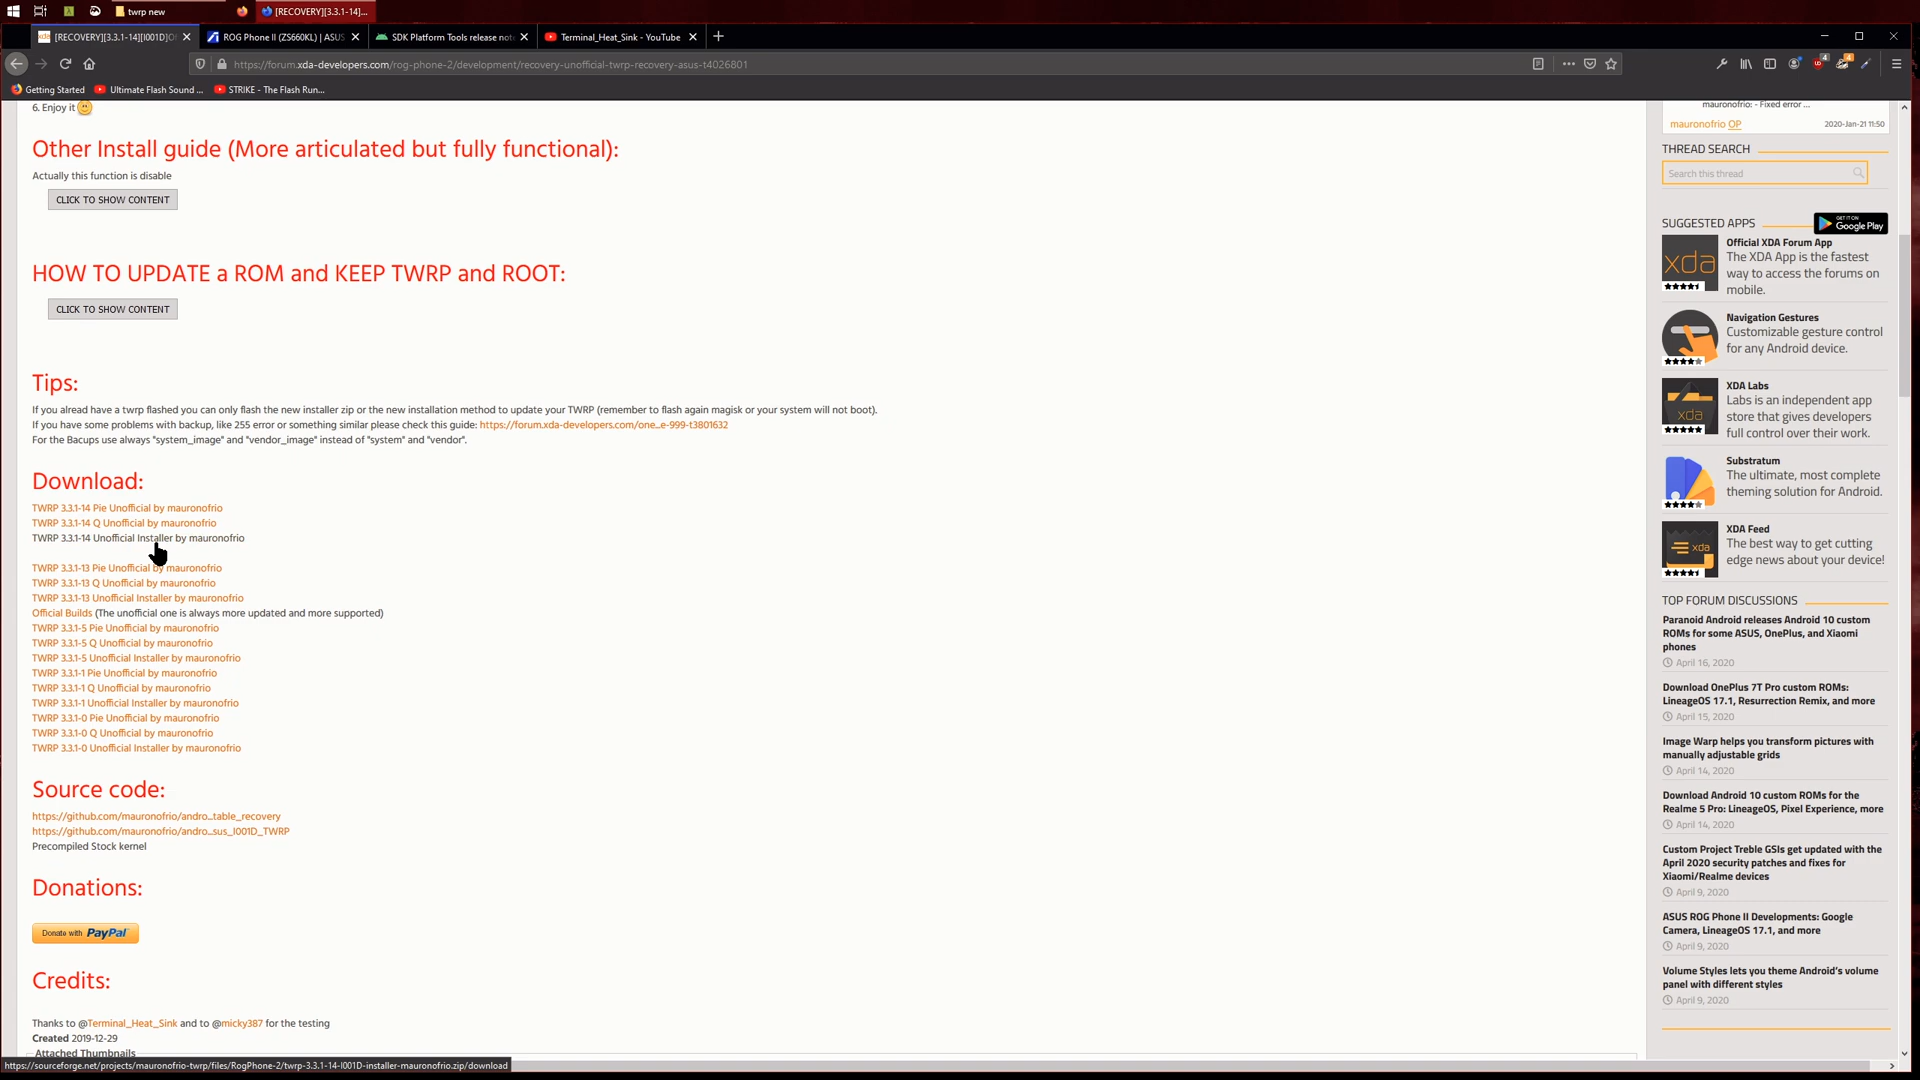 twrp new
[RECOVERY][3.3.1-14]...
[RECOVERY][3.3.1-14][I001D]O
ROG Phone II (ZS660KL) | ASUS
SDK Platform Tools release not
Terminal_Heat_Sink - YouTube
https://forum.xda-developers.com/rog-phone-2/development/recovery-unofficial-twrp-recovery-asus-t4026801
Getting Started
Ultimate Flash Sound ...
STRIKE - The Flash Run...
6. Enjoy it
Other Install guide (More articulated but fully functional):
Actually this function is disable
CLICK TO SHOW CONTENT
HOW TO UPDATE a ROM and KEEP TWRP and ROOT:
CLICK TO SHOW CONTENT
Tips:
If you alread have a twrp flashed you can only flash the new installer zip or the new installation method to update your TWRP (remember to flash again magisk or your system will not boot).
If you have some problems with backup, like 255 error or something similar please check this guide: https://forum.xda-developers.com/one...e-999-t3801632
For the Bacups use always "system_image" and "vendor_image" instead of "system" and "vendor".
Download:
TWRP 3.3.1-14 Pie Unofficial by mauronofrio
TWRP 3.3.1-14 Q Unofficial by mauronofrio
TWRP 3.3.1-14 Unofficial Installer by mauronofrio
TWRP 3.3.1-13 Pie Unofficial by mauronofrio
TWRP 3.3.1-13 Q Unofficial by mauronofrio
TWRP 3.3.1-13 Unofficial Installer by mauronofrio
Official Builds (The unofficial one is always more updated and more supported)
TWRP 3.3.1-5 Pie Unofficial by mauronofrio
TWRP 3.3.1-5 Q Unofficial by mauronofrio
TWRP 3.3.1-5 Unofficial Installer by mauronofrio
TWRP 3.3.1-1 Pie Unofficial by mauronofrio
TWRP 3.3.1-1 Q Unofficial by mauronofrio
TWRP 3.3.1-1 Unofficial Installer by mauronofrio
TWRP 3.3.1-0 Pie Unofficial by mauronofrio
TWRP 3.3.1-0 Q Unofficial by mauronofrio
TWRP 3.3.1-0 Unofficial Installer by mauronofrio
Source code:
https://github.com/mauronofrio/andro...table_recovery
https://github.com/mauronofrio/andro...sus_I001D_TWRP
Precompiled Stock kernel
Donations:
Donate with PayPal
Credits:
Thanks to @Terminal_Heat_Sink and to @micky387 for the testing
Created 2019-12-29
Attached Thumbnails
https://sourceforge.net/projects/mauronofrio-twrp/files/RogPhone-2/twrp-3.3.1-14-I001D-installer-mauronofrio.zip/download
mauronofrio: - Fixed error ...
mauronofrio OP
2020-Jan-21 11:50
THREAD SEARCH
Search this thread
SUGGESTED APPS
GET IT ON
Google Play
xda
Official XDA Forum App
The XDA App is the fastest
way to access the forums on
mobile.
Navigation Gestures
Customizable gesture control
for any Android device.
xda
XDA Labs
Labs is an independent app
store that gives developers
full control over their work.
Substratum
The ultimate, most complete
theming solution for Android.
xda
XDA Feed
The best way to get cutting
edge news about your device!
TOP FORUM DISCUSSIONS
Paranoid Android releases Android 10 custom
ROMs for some ASUS, OnePlus, and Xiaomi
phones
April 16, 2020
Download OnePlus 7T Pro custom ROMs:
LineageOS 17.1, Resurrection Remix, and more
April 15, 2020
Image Warp helps you transform pictures with
manually adjustable grids
April 14, 2020
Download Android 10 custom ROMs for the
Realme 5 Pro: LineageOS, Pixel Experience, more
April 14, 2020
Custom Project Treble GSIs get updated with the
April 2020 security patches and fixes for
Xiaomi/Realme devices
April 9, 2020
ASUS ROG Phone II Developments: Google
Camera, LineageOS 17.1, and more
April 9, 2020
Volume Styles lets you theme Android's volume
panel with different styles
April 9, 2020